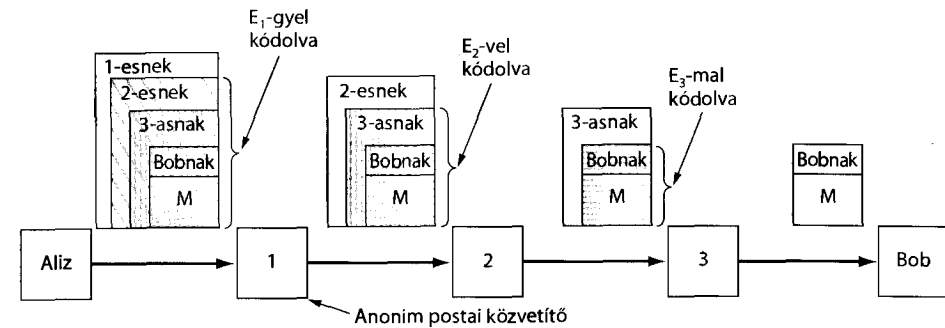 E₁-gyel
kódolva
1-esnek
2-esnek
3-asnak
Bobnak
M
E₂-vel
kódolva
2-esnek
3-asnak
Bobnak
M
E₃-mal
kódolva
3-asnak
Bobnak
M
Bobnak
M
Aliz
1
2
3
Bob
Anonim postai közvetítő